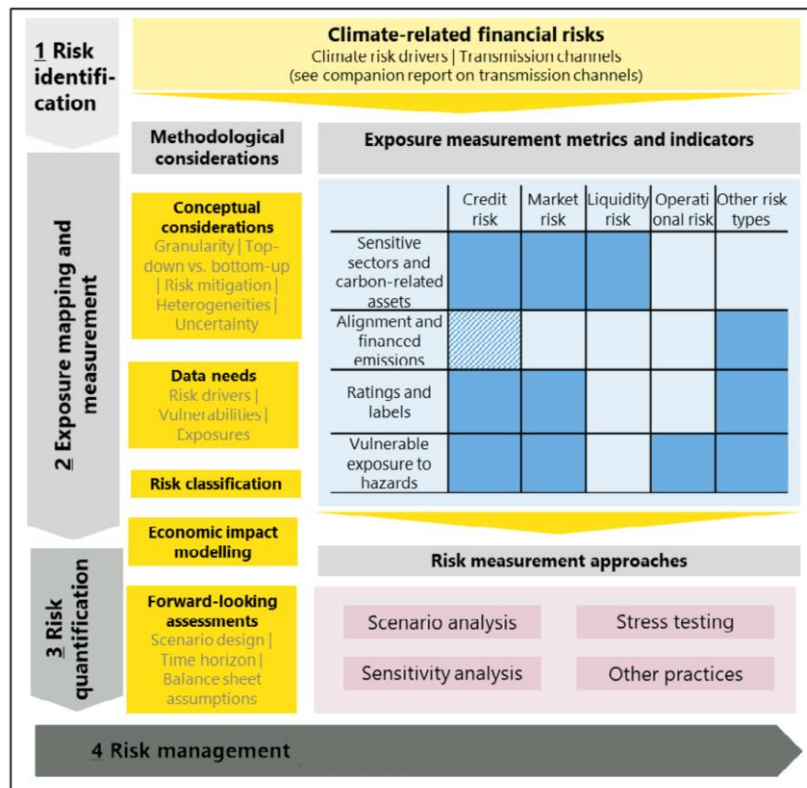 1 Risk
identifi-
cation
Climate-related financial risks
Climate risk drivers | Transmission channels
(see companion report on transmission channels)
2 Exposure mapping and
measurement
Methodological
considerations
Conceptual
considerations
Granularity | Top-
down vs. bottom-up
| Risk mitigation |
Heterogeneities |
Uncertainty
Data needs
Risk drivers |
Vulnerabilities |
Exposures
Risk classification
Economic impact
modelling
Exposure measurement metrics and indicators
Credit
risk
Market
risk
Liquidity
risk
Operati
onal risk
Other risk
types
Sensitive
sectors and
carbon-related
assets
Alignment and
financed
emissions
Ratings and
labels
Vulnerable
exposure to
hazards
3 Risk
quantification
Forward-looking
assessments
Scenario design |
Time horizon |
Balance sheet
assumptions
Risk measurement approaches
Scenario analysis
Stress testing
Sensitivity analysis
Other practices
4 Risk management